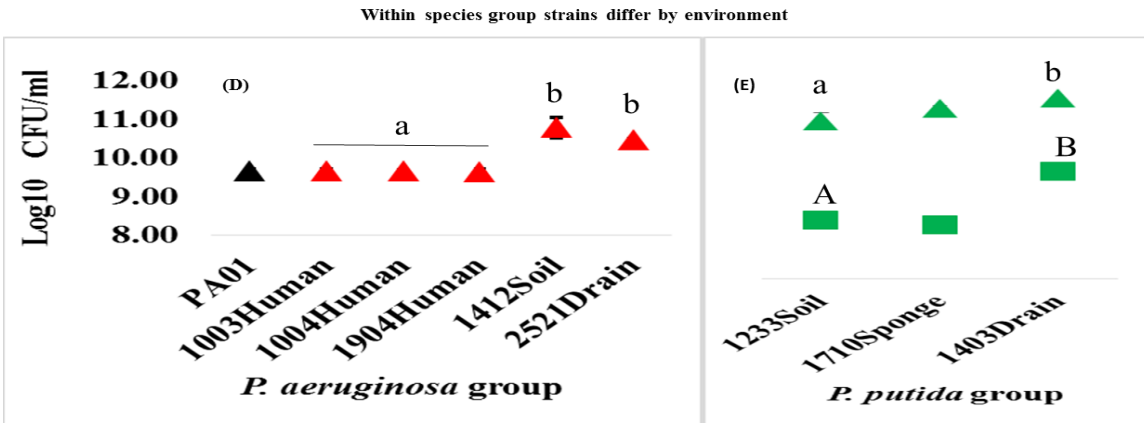 Within species group strains differ by environment
(D)
Log10 CFU/ml
12.00
11.00
10.00
9.00
8.00
a
b
b
PA01
1003Human
1004Human
1904Human
1412Soil
2521Drain
P. aeruginosa group
(E)
a
b
A
B
1233Soil
1710Sponge
1403Drain
P. putida group